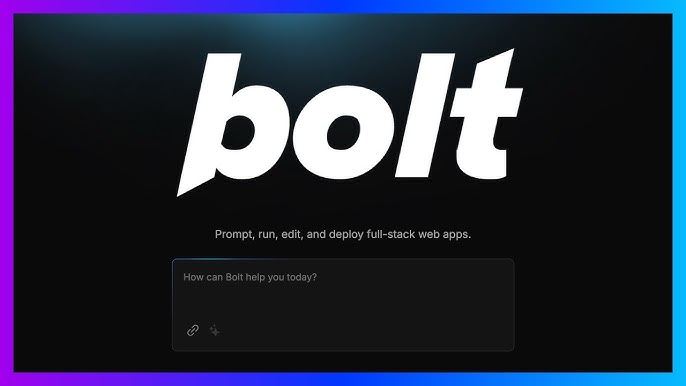 bolt
Prompt, run, edit, and deploy full-stack web apps.
How can Bolt help you today?